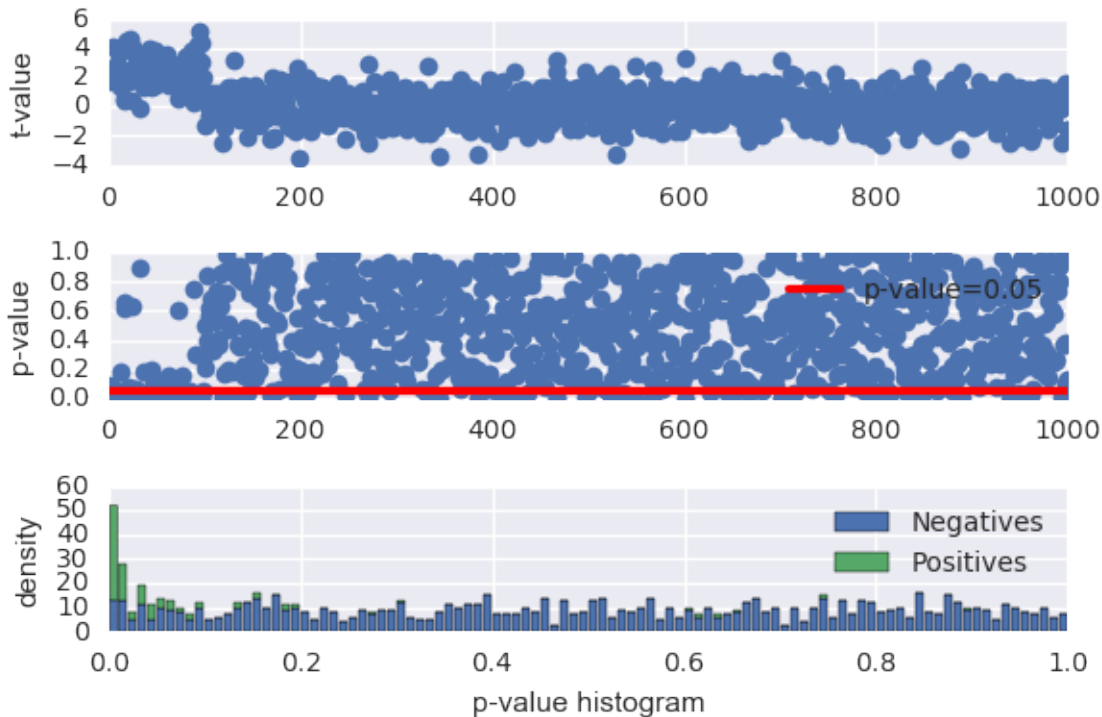 6
4
2
0
−2
−4
t-value
0 200 400 600 800 1000
1.0
0.8
0.6
0.4
0.2
0.0
p-value
p-value=0.05
0 200 400 600 800 1000
60
50
40
30
20
10
0
density
Negatives
Positives
0.0 0.2 0.4 0.6 0.8 1.0
p-value histogram